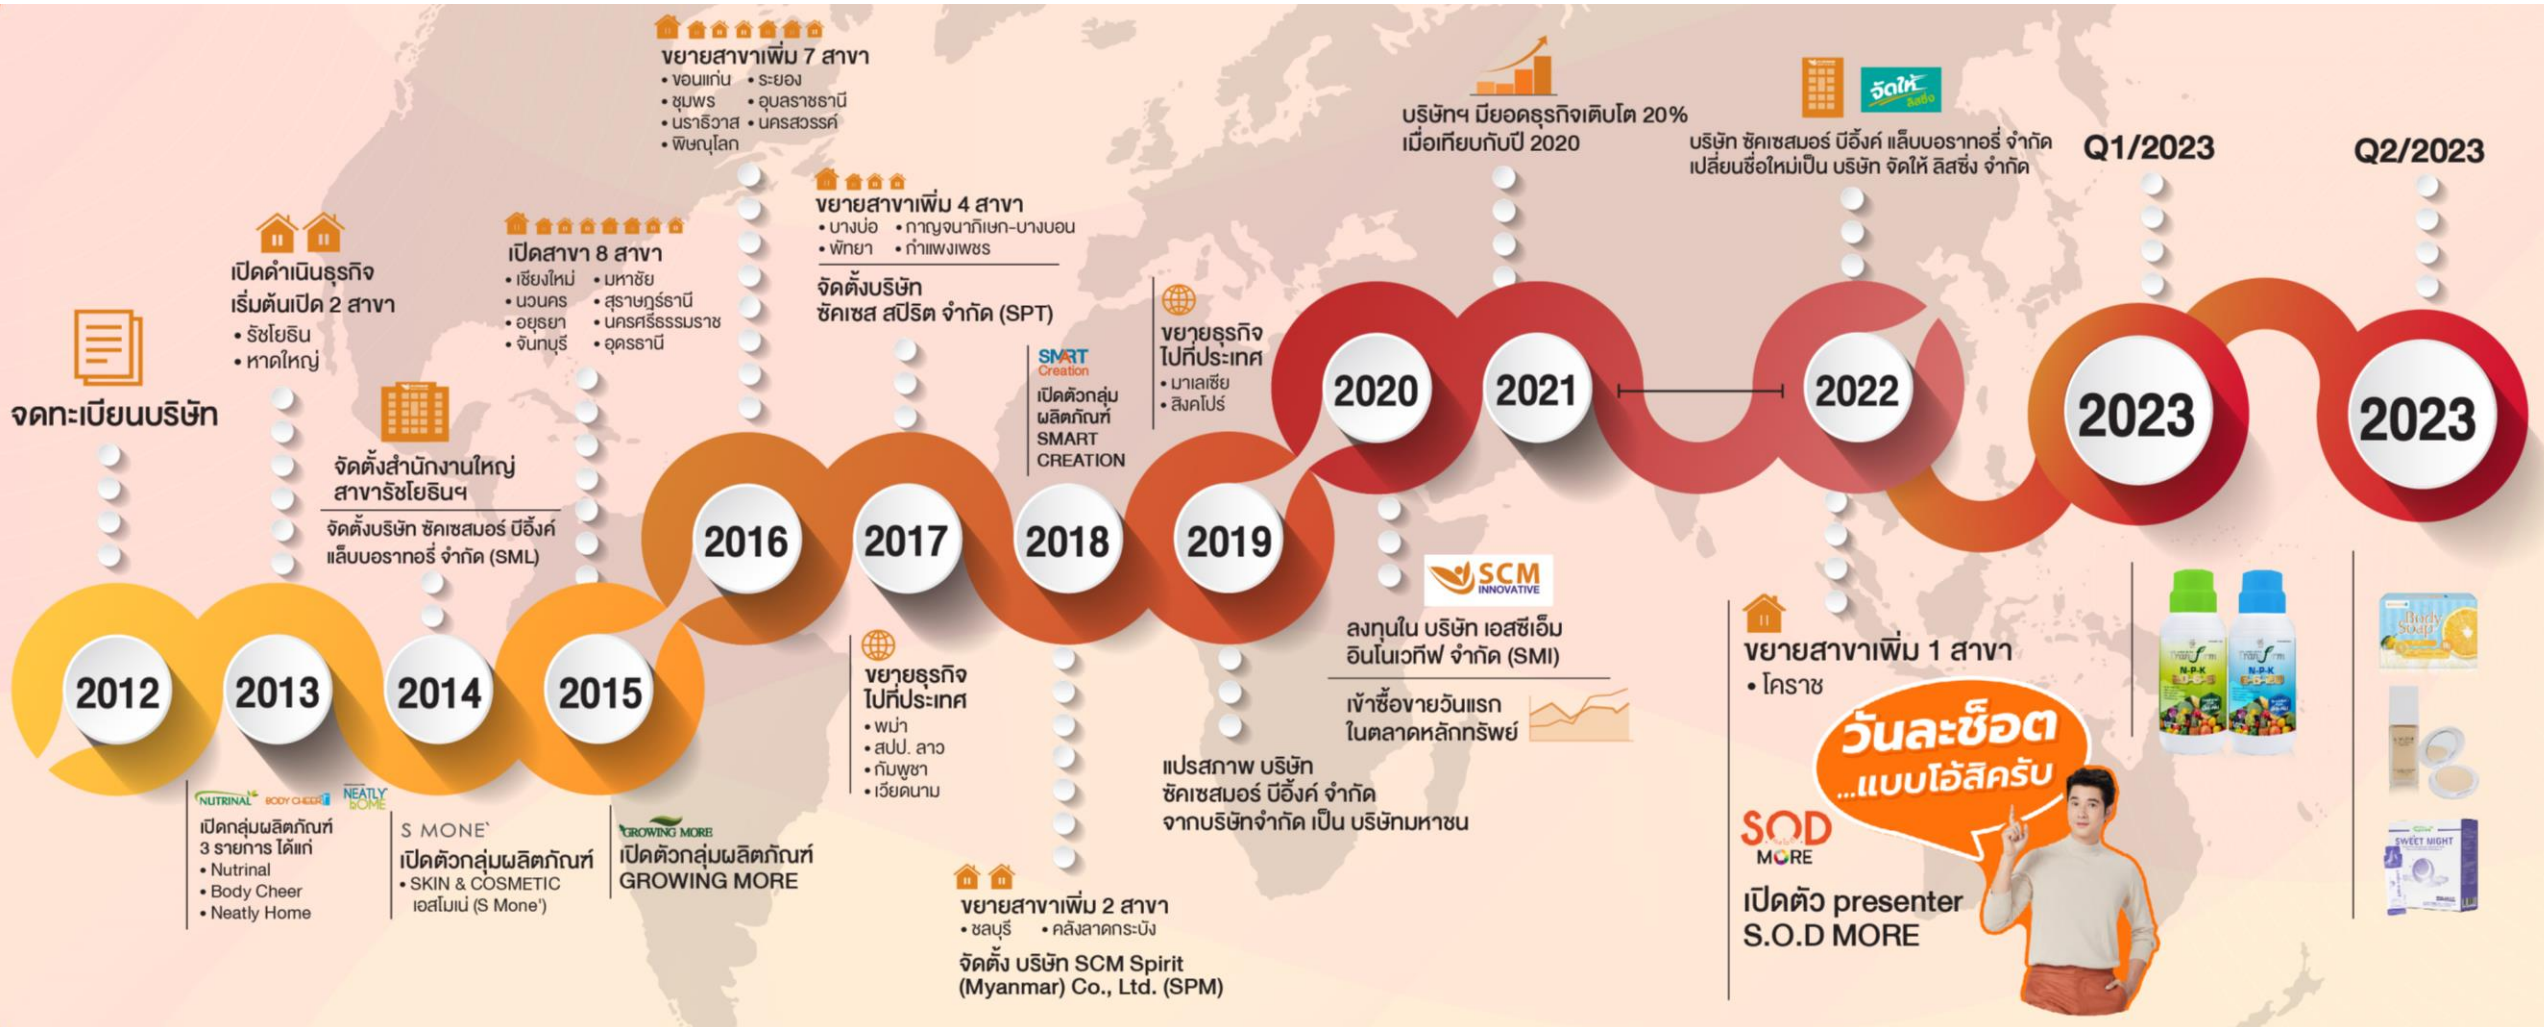 จดทะเบียนบริษัท
2012
เปิดดำเนินธุรกิจ
เริ่มต้นเปิด 2 สาขา
• รัชโยธิน
• หาดใหญ่
2013
NUTRINAL
BODY CHEER
NEATLY
hOME
เปิดกลุ่มผลิตภัณฑ์
3 รายการ ได้แก่
• Nutrinal
• Body Cheer
• Neatly Home
จัดตั้งสำนักงานใหญ่
สาขารัชโยธินฯ
จัดตั้งบริษัท ซัคเซสมอร์ บีอิ้งค์
แล็บบอราทอรี่ จำกัด (SML)
2014
S MONE`
เปิดตัวกลุ่มผลิตภัณฑ์
• SKIN & COSMETIC
เอสโมเน่ (S Mone')
เปิดสาขา 8 สาขา
• เชียงใหม่ • มหาชัย
• นวนคร • สุราษฎร์ธานี
• อยุธยา • นครศรีธรรมราช
• จันทบุรี • อุดรธานี
2015
GROWING MORE
เปิดตัวกลุ่มผลิตภัณฑ์
GROWING MORE
ขยายสาขาเพิ่ม 7 สาขา
• ขอนแก่น • ระยอง
• ชุมพร • อุบลราชธานี
• นราธิวาส • นครสวรรค์
• พิษณุโลก
2016
ขยายสาขาเพิ่ม 4 สาขา
• บางบ่อ • กาญจนาภิเษก-บางบอน
• พัทยา • กำแพงเพชร
จัดตั้งบริษัท
ซัคเซส สปิริต จำกัด (SPT)
2017
ขยายธุรกิจ
ไปที่ประเทศ
• พม่า
• สปป. ลาว
• กัมพูชา
• เวียดนาม
SMART
Creation
เปิดตัวกลุ่ม
ผลิตภัณฑ์
SMART
CREATION
2018
ขยายสาขาเพิ่ม 2 สาขา
• ชลบุรี • คลังลาดกระบัง
จัดตั้ง บริษัท SCM Spirit
(Myanmar) Co., Ltd. (SPM)
ขยายธุรกิจ
ไปที่ประเทศ
• มาเลเซีย
• สิงคโปร์
2019
แปรสภาพ บริษัท
ซัคเซสมอร์ บีอิ้งค์ จำกัด
จากบริษัทจำกัด เป็น บริษัทมหาชน
2020
SCM
INNOVATIVE
ลงทุนใน บริษัท เอสซีเอ็ม
อินโนเวทีฟ จำกัด (SMI)
เข้าซื้อขายวันแรก
ในตลาดหลักทรัพย์
บริษัทฯ มียอดธุรกิจเติบโต 20%
เมื่อเทียบกับปี 2020
2021
จัดให้
ลิสซิ่ง
บริษัท ซัคเซสมอร์ บีอิ้งค์ แล็บบอราทอรี่ จำกัด
เปลี่ยนชื่อใหม่เป็น บริษัท จัดให้ ลิสซิ่ง จำกัด
2022
ขยายสาขาเพิ่ม 1 สาขา
• โคราช
วันละช็อต
...แบบโอ้สิครับ
SOD
MORE
เปิดตัว presenter
S.O.D MORE
Q1/2023
2023
N-P-K
N-P-K
Q2/2023
2023
Body
Soap
SWEET NIGHT